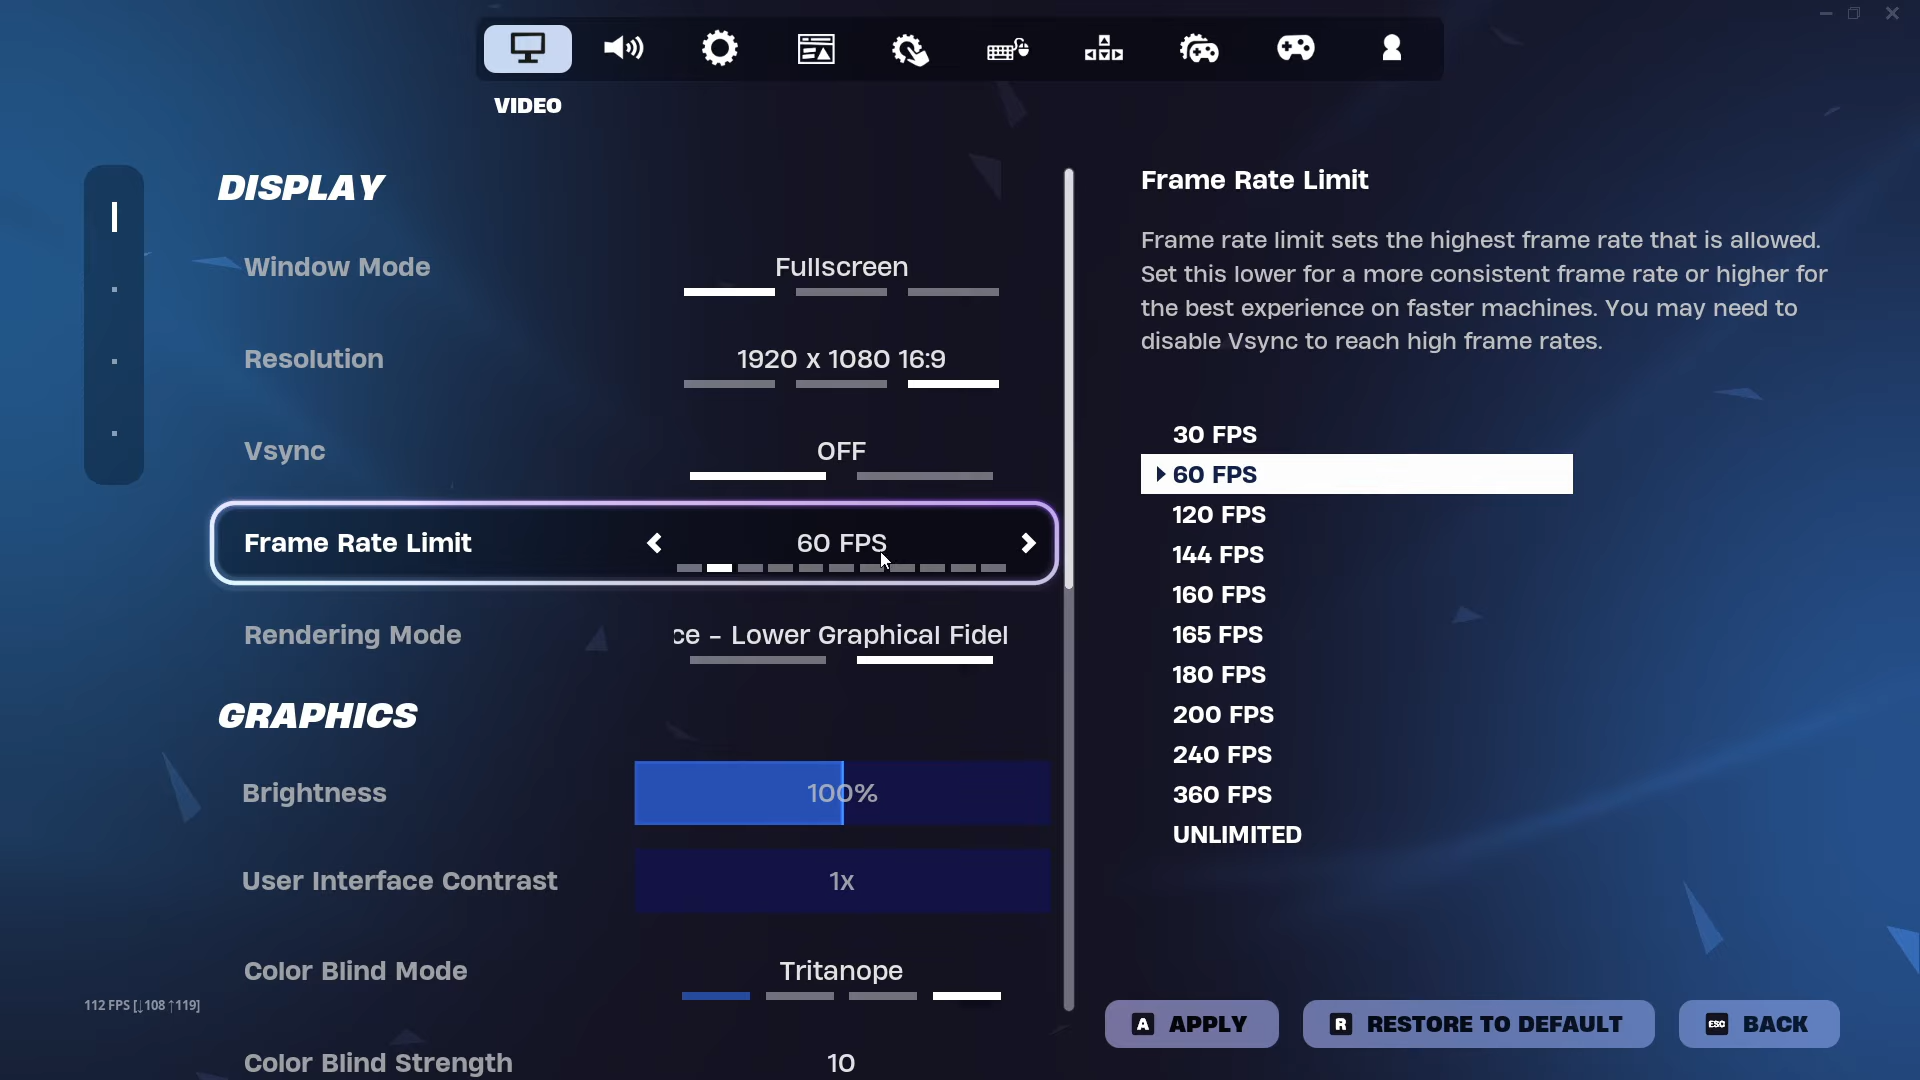 VIDEO
DISPLAY
Window Mode
Fullscreen
Resolution
1920 x 1080 16:9
Vsync
OFF
Frame Rate Limit
60 FPS
Rendering Mode
ce - Lower Graphical Fidel
GRAPHICS
Brightness
100%
User Interface Contrast
1x
Color Blind Mode
Tritanope
Color Blind Strength
10
112 FPS [↓108 ↑119]
Frame Rate Limit
Frame rate limit sets the highest frame rate that is allowed.
Set this lower for a more consistent frame rate or higher for
the best experience on faster machines. You may need to
disable Vsync to reach high frame rates.
30 FPS
60 FPS
120 FPS
144 FPS
160 FPS
165 FPS
180 FPS
200 FPS
240 FPS
360 FPS
UNLIMITED
A APPLY
R RESTORE TO DEFAULT
ESC BACK